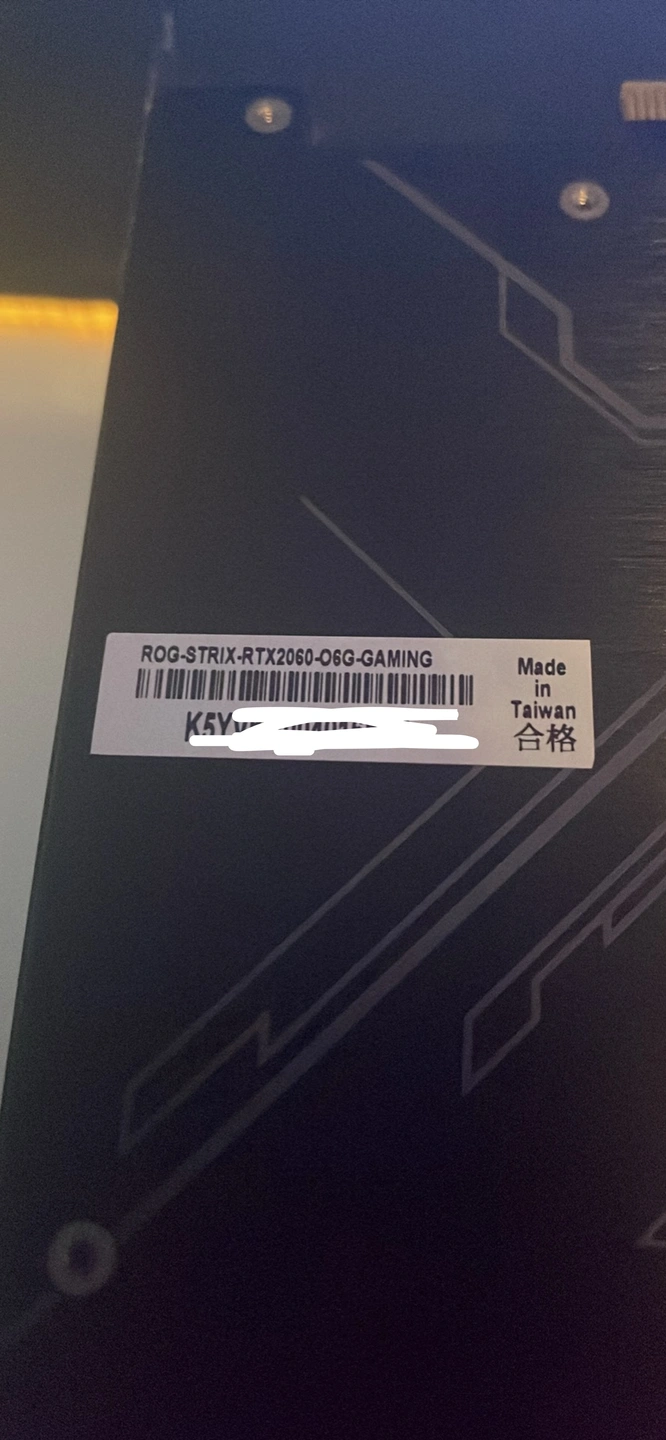 ROG-STRIX-RTX2060-O6G-GAMING
Made
in
Taiwan
合格